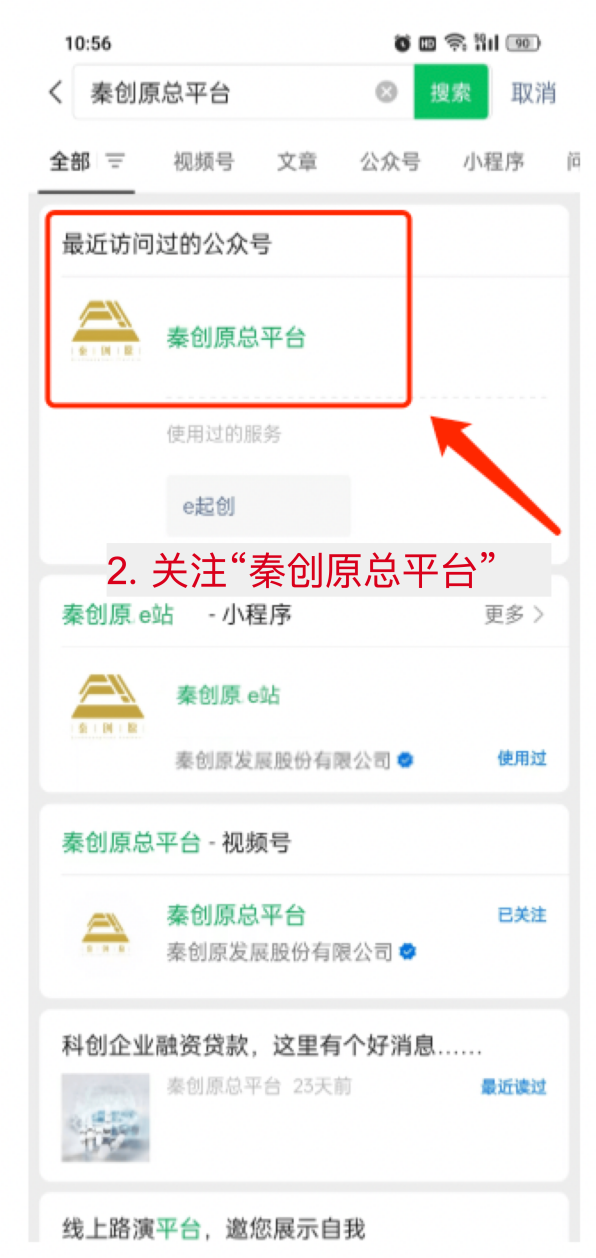 10:56
HD 5G 90
秦创原总平台
搜索 取消
全部 视频号 文章 公众号 小程序
最近访问过的公众号
秦创原总平台
使用过的服务
e起创
2. 关注“秦创原总平台”
秦创原 e站 - 小程序 更多
秦创原 e站
秦创原发展股份有限公司 使用过
秦创原总平台 - 视频号
秦创原总平台 已关注
秦创原发展股份有限公司
科创企业融资贷款，这里有个好消息……
秦创原总平台 23天前 最近读过
线上路演平台，邀您展示自我